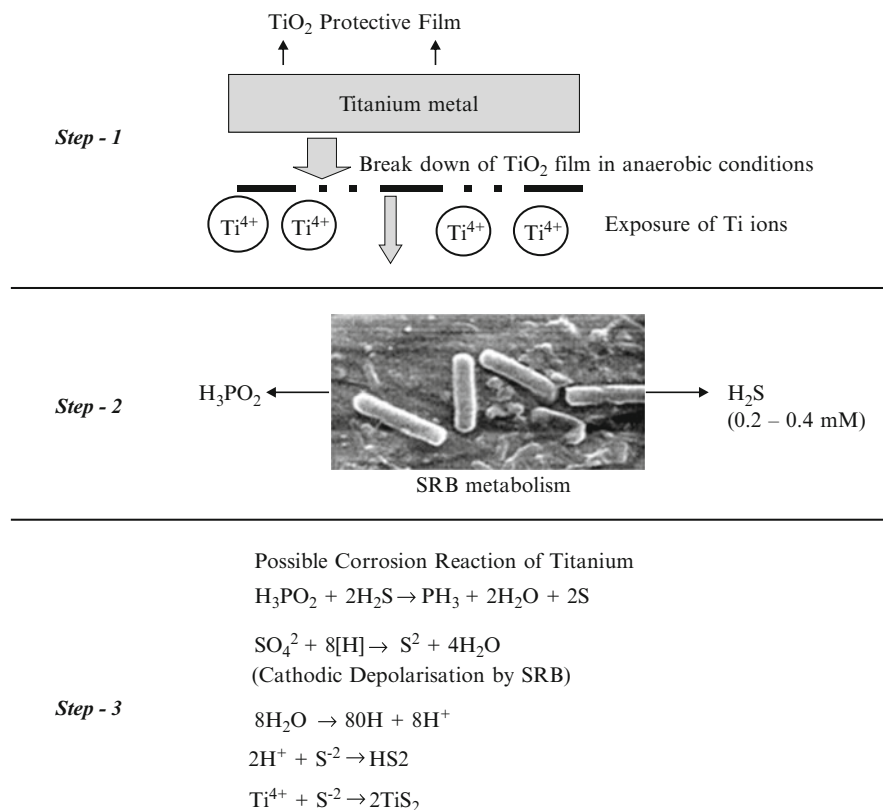 TiO₂ Protective Film
Titanium metal
Step - 1
Break down of TiO₂ film in anaerobic conditions
Ti⁴⁺ Ti⁴⁺ Ti⁴⁺ Ti⁴⁺
Exposure of Ti ions
Step - 2
H₃PO₂
H₂S
(0.2 – 0.4 mM)
SRB metabolism
Step - 3
Possible Corrosion Reaction of Titanium
H₃PO₂ + 2H₂S → PH₃ + 2H₂O + 2S
SO₄² + 8[H] → S² + 4H₂O
(Cathodic Depolarisation by SRB)
8H₂O → 80H + 8H⁺
2H⁺ + S⁻² → HS2
Ti⁴⁺ + S⁻² → 2TiS₂